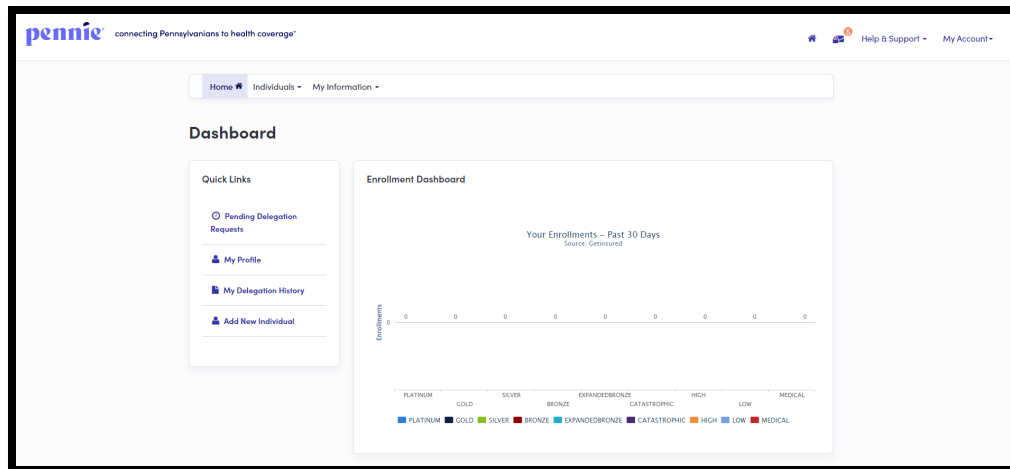 pennie® connecting Pennsylvanians to health coverage™
5
Help & Support
My Account
Home Individuals My Information
Dashboard
Quick Links
Pending Delegation
Requests
My Profile
My Delegation History
Add New Individual
Enrollment Dashboard
Your Enrollments – Past 30 Days
Source: Getinsured
Enrollments
0
0 0 0 0 0 0 0 0 0
PLATINUM SILVER EXPANDEDBRONZE HIGH MEDICAL
GOLD BRONZE CATASTROPHIC LOW
PLATINUM GOLD SILVER BRONZE EXPANDEDBRONZE CATASTROPHIC HIGH LOW MEDICAL